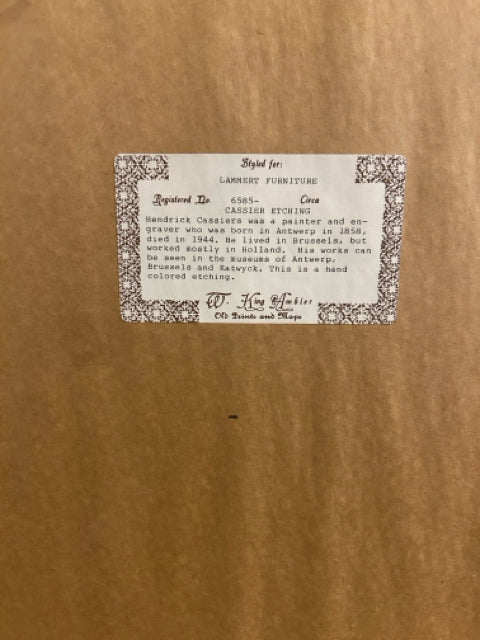 Styled for:
LAMMERT FURNITURE
Registered No. 6585- Circa
CASSIER ETCHING
Hendrick Cassiers was a painter and en-
graver who was born in Antwerp in 1858,
died in 1944. He lived in Brussels, but
worked mostly in Holland. His works can
be seen in the museums of Antwerp,
Brussels and Katwyck. This is a hand
colored etching.
W. King Ambler
Old Prints and Maps